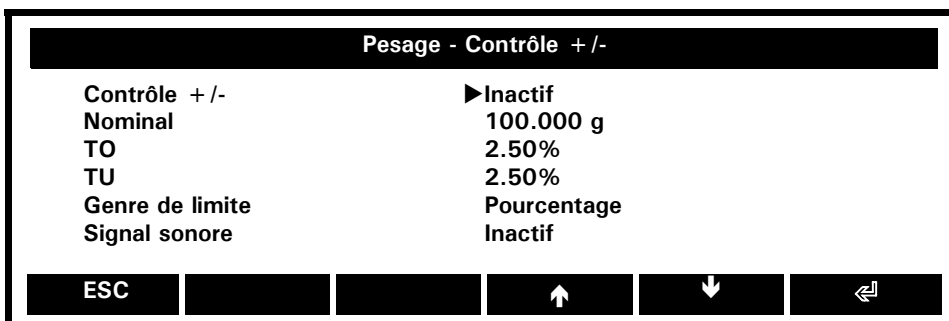 Pesage - Contrôle +/-
Contrôle +/- ▶Inactif
Nominal 100.000 g
TO 2.50%
TU 2.50%
Genre de limite Pourcentage
Signal sonore Inactif
ESC ↑ ↓ ⏎